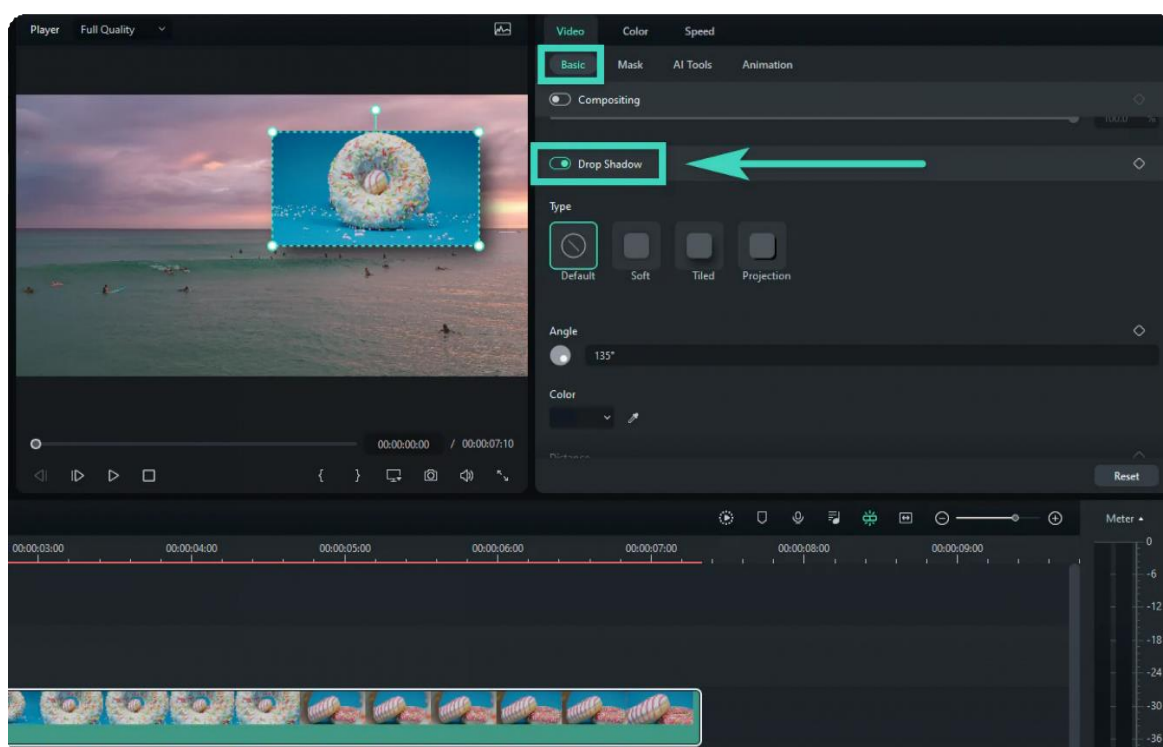 Player Full Quality
Video Color Speed
Basic Mask AI Tools Animation
Compositing
100.0 %
Drop Shadow
Type
Default Soft Tiled Projection
Angle
135°
Color
00:00:00:00 / 00:00:07:10
Distance
Reset
Meter
00:00:03:00 00:00:04:00 00:00:05:00 00:00:06:00 00:00:07:00 00:00:08:00 00:00:09:00
0
-6
-12
-18
-24
-30
-36